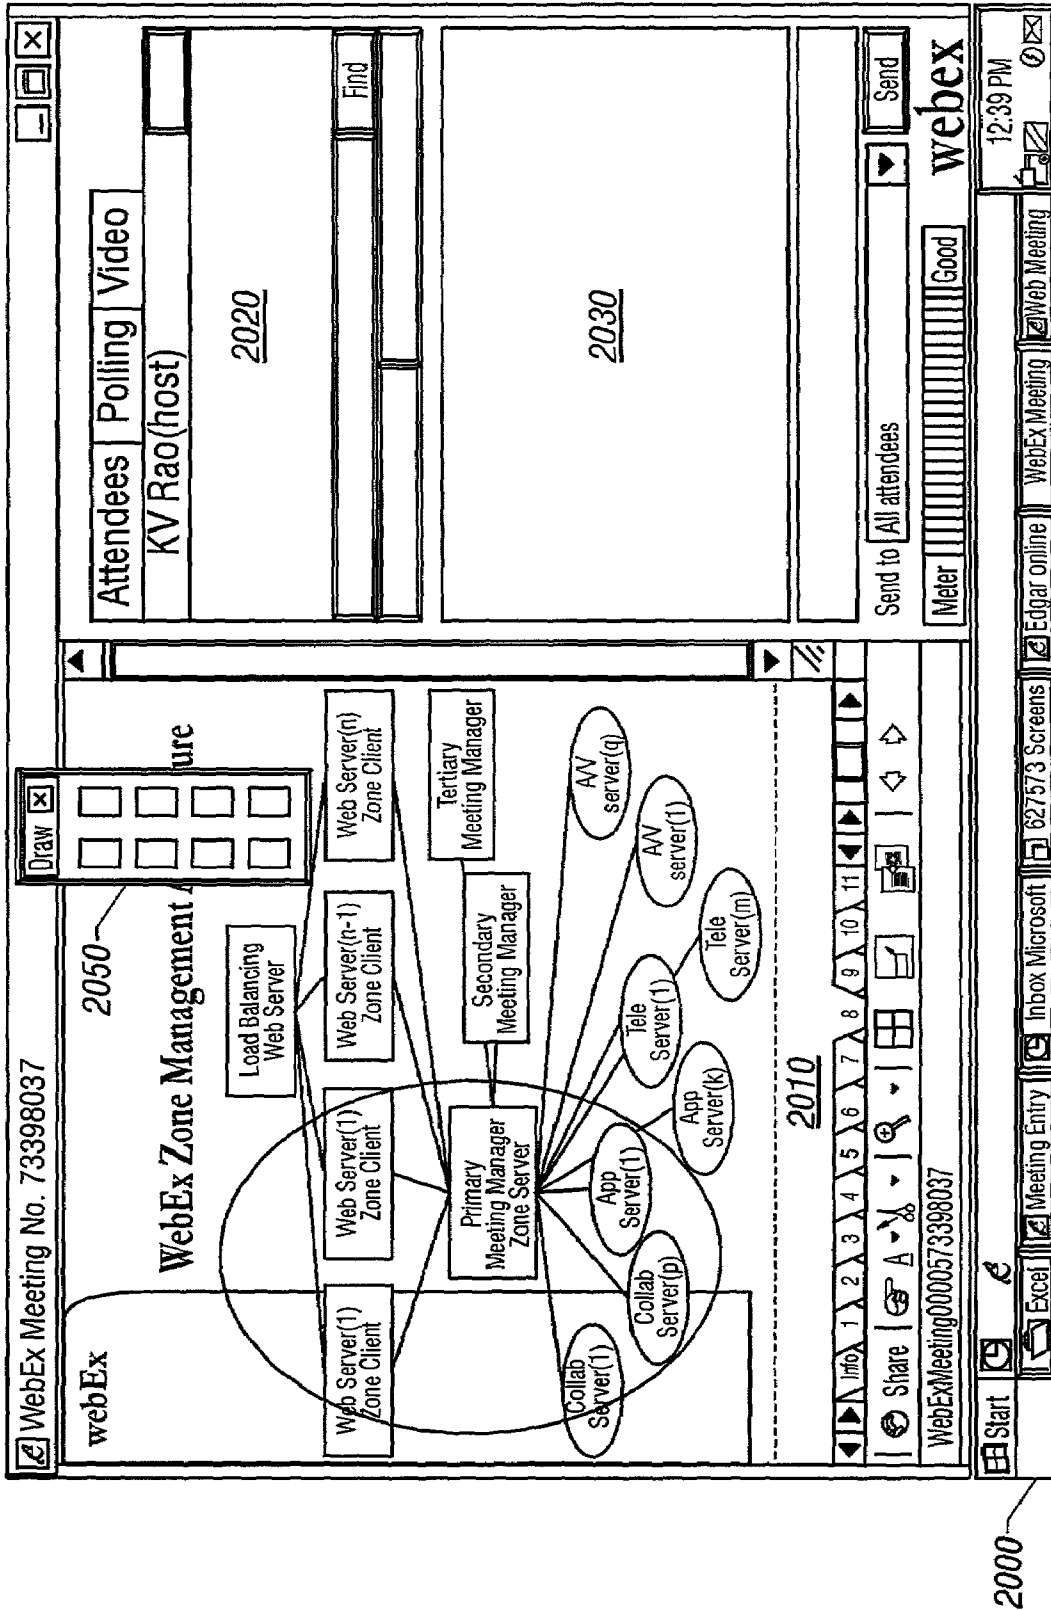 WebEx Meeting No. 73398037
webEx
WebEx Zone Management A
ure
Draw
2050
Load Balancing
Web Server
Web Server(1)
Zone Client
Web Server(1)
Zone Client
Web Server(n-1)
Zone Client
Web Server(n)
Zone Client
Primary
Meeting Manager
Zone Server
Secondary
Meeting Manager
Tertiary
Meeting Manager
Collab
Server(1)
Collab
Server(p)
App
Server(1)
App
Server(k)
Tele
Server(1)
Tele
Server(m)
A/V
server(1)
A/V
server(q)
2010
Info 1 2 3 4 5 6 7 8 9 10 11
Share A
WebExMeeting0000573398037
Attendees Polling Video
KV Rao(host)
2020
Find
2030
Send to All attendees Send
Meter Good
webex
Start
12:39 PM
Excel Meeting Entry Inbox Microsoft 627573 Screens Edgar online WebEx Meeting Web Meeting
2000